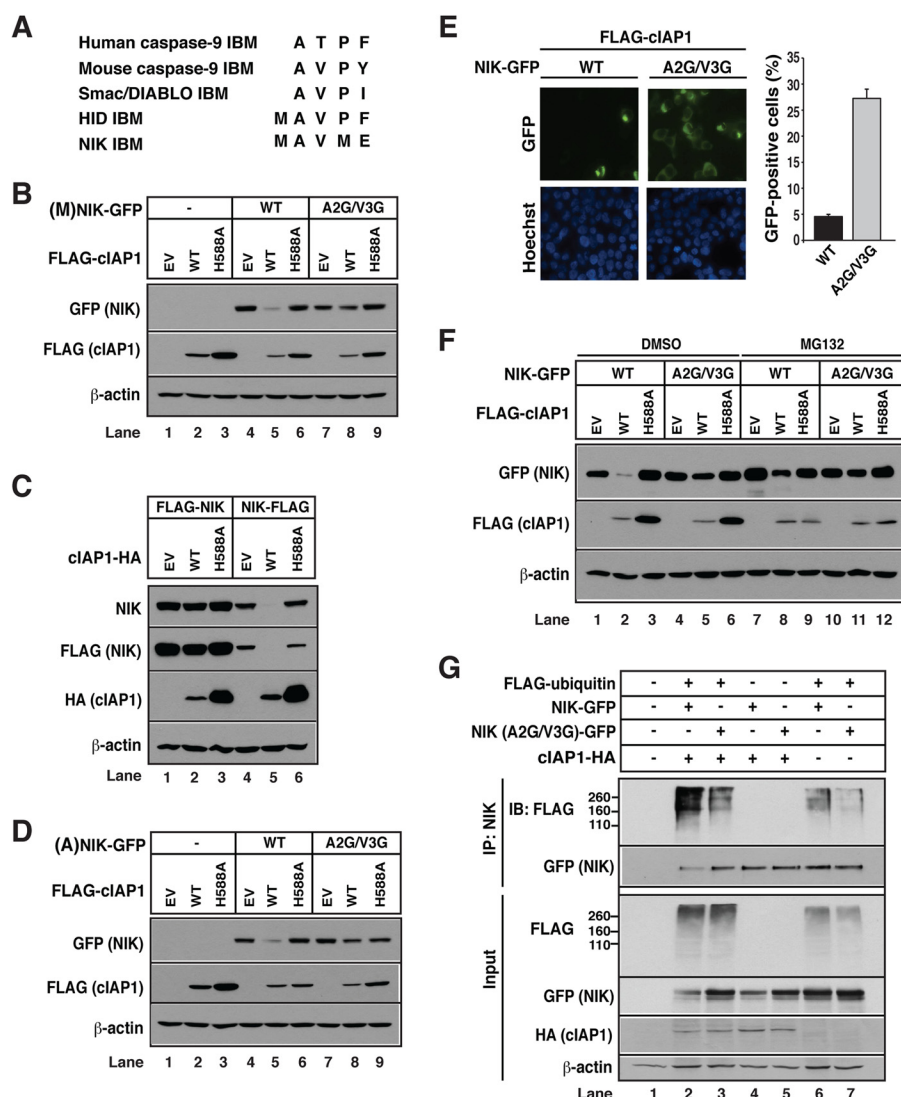 A
Human caspase-9 IBM A T P F
Mouse caspase-9 IBM A V P Y
Smac/DIABLO IBM A V P I
HID IBM M A V P F
NIK IBM M A V M E
B
(M)NIK-GFP - WT A2G/V3G
FLAG-cIAP1 EV WT H588A EV WT H588A EV WT H588A
GFP (NIK)
FLAG (cIAP1)
β-actin
Lane 1 2 3 4 5 6 7 8 9
C
FLAG-NIK NIK-FLAG
cIAP1-HA EV WT H588A EV WT H588A
NIK
FLAG (NIK)
HA (cIAP1)
β-actin
Lane 1 2 3 4 5 6
D
(A)NIK-GFP - WT A2G/V3G
FLAG-cIAP1 EV WT H588A EV WT H588A EV WT H588A
GFP (NIK)
FLAG (cIAP1)
β-actin
Lane 1 2 3 4 5 6 7 8 9
E
FLAG-cIAP1
NIK-GFP WT A2G/V3G
GFP
Hoechst
GFP-positive cells (%)
35
30
25
20
15
10
5
0
WT A2G/V3G
F
DMSO MG132
NIK-GFP WT A2G/V3G WT A2G/V3G
FLAG-cIAP1 EV WT H588A EV WT H588A EV WT H588A EV WT H588A
GFP (NIK)
FLAG (cIAP1)
β-actin
Lane 1 2 3 4 5 6 7 8 9 10 11 12
G
FLAG-ubiquitin - + + - - + +
NIK-GFP - + - + - + -
NIK (A2G/V3G)-GFP - - + - + - +
cIAP1-HA - + + + + - -
IP: NIK
IB: FLAG
260
160
110
GFP (NIK)
Input
FLAG
260
160
110
GFP (NIK)
HA (cIAP1)
β-actin
Lane 1 2 3 4 5 6 7